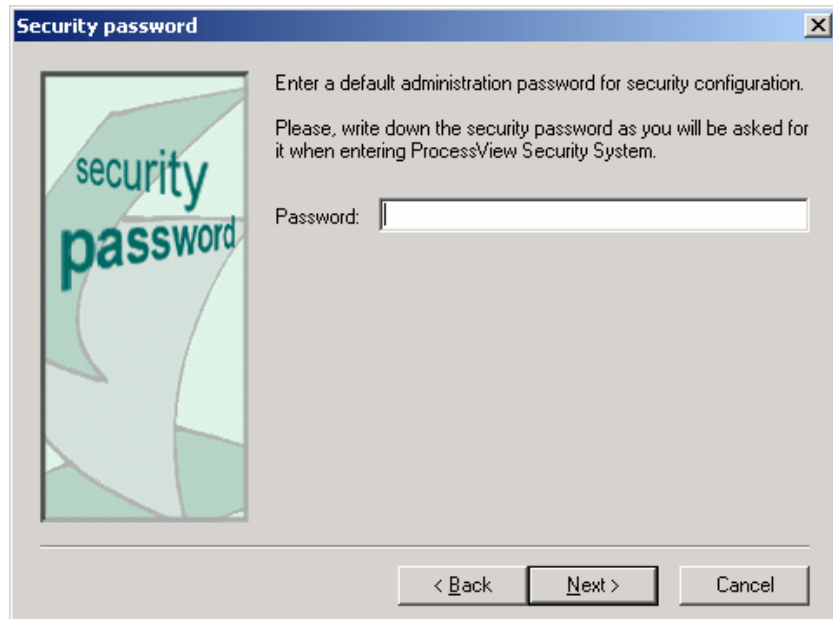 Security password
security
password
Enter a default administration password for security configuration.
Please, write down the security password as you will be asked for
it when entering ProcessView Security System.
Password:
< Back
Next >
Cancel